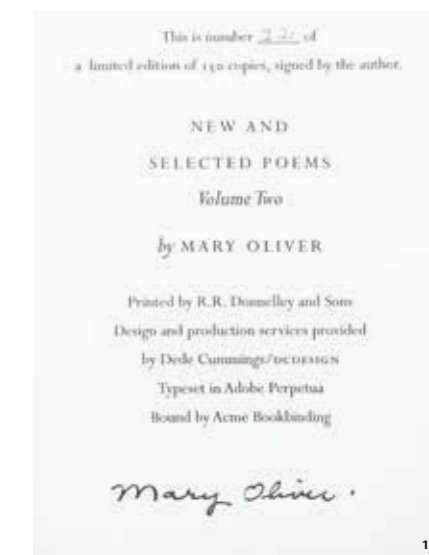 This is number of
a limited edition of copies, signed by the author.
NEW AND
SELECTED POEMS
Volume Two
by MARY OLIVER
Printed by R.R. Donnelley and Sons
Design and production services provided
by Dede Cummings/DCDESIGN
Typeset in Adobe Perpetua
Bound by Acme Bookbinding
Mary Oliver.
1